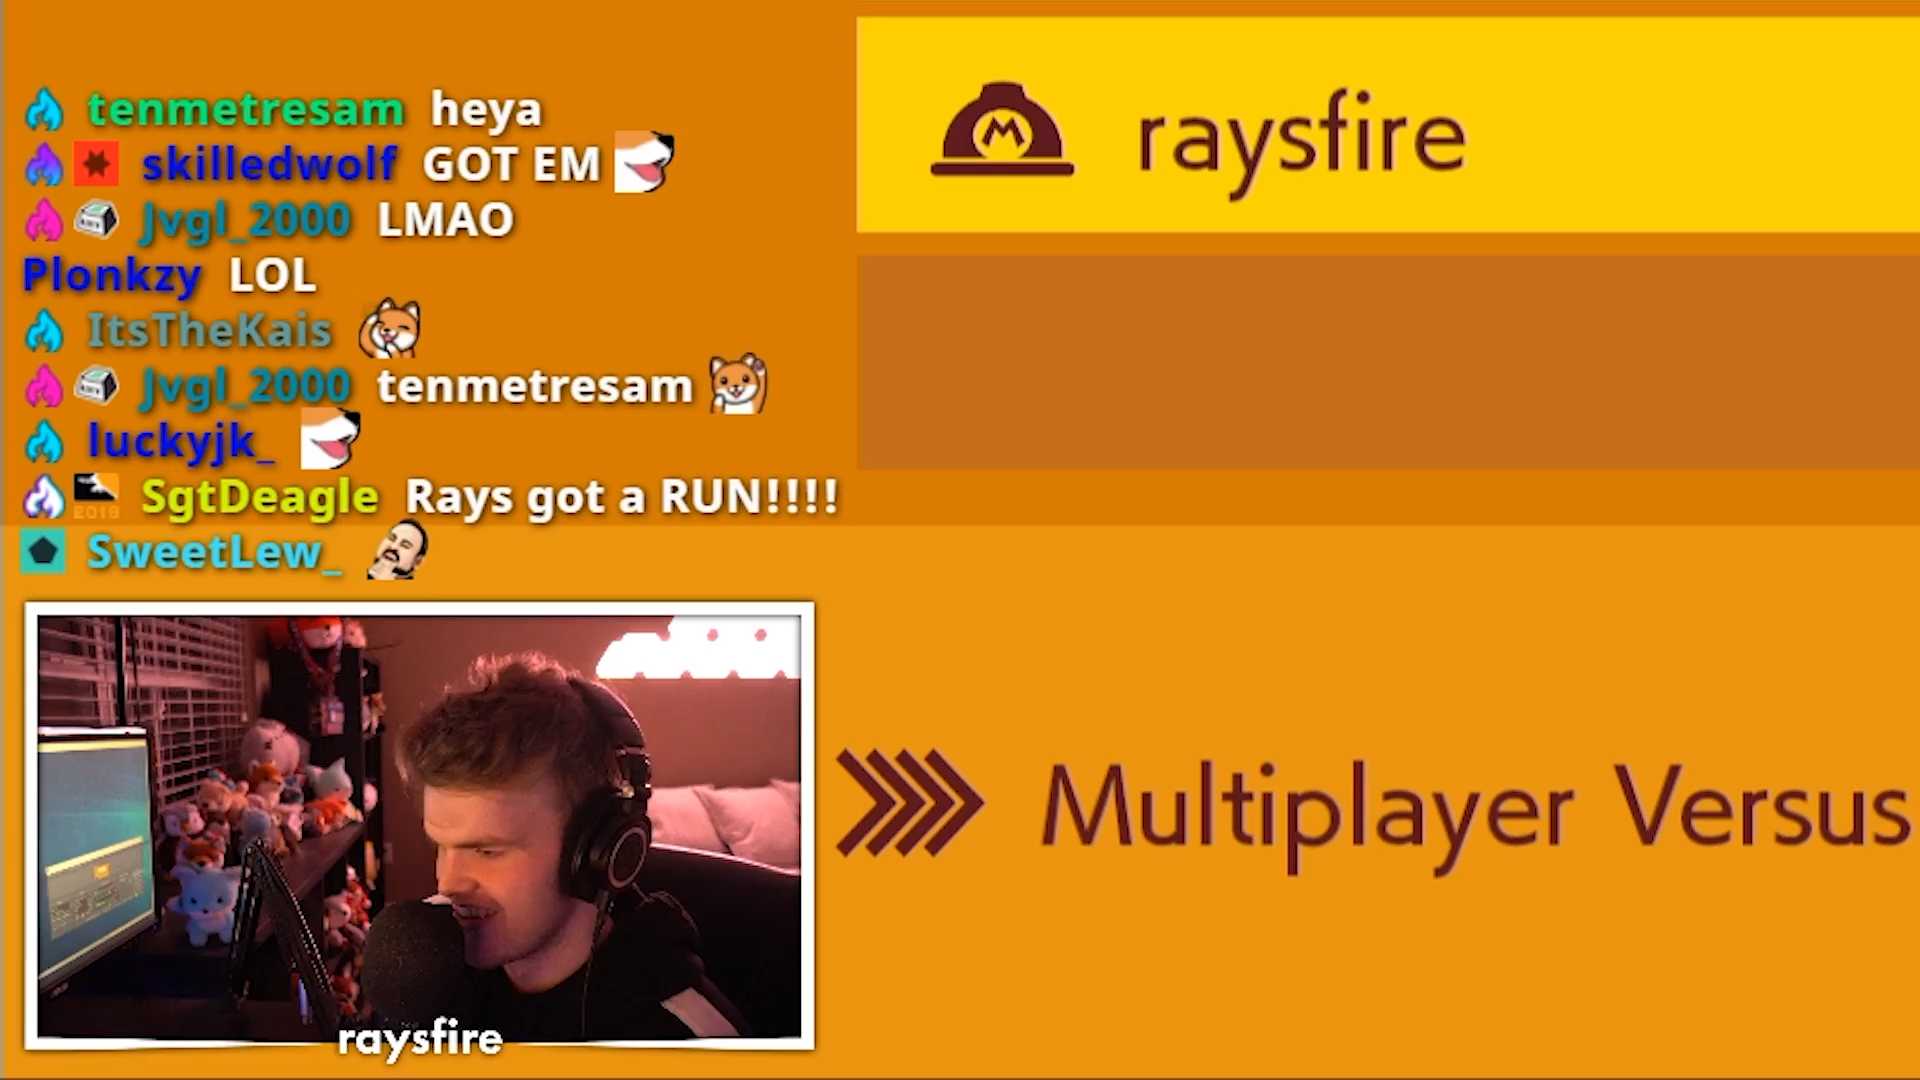 tenmetresam heya
skilledwolf GOT EM
Jvgl_2000 LMAO
Plonkzy LOL
ItsTheKais
Jvgl_2000 tenmetresam
luckyjk_
2018 SgtDeagle Rays got a RUN!!!!
SweetLew_
raysfire
M
raysfire
Multiplayer Versus